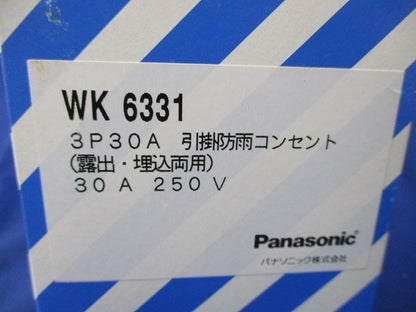 WK 6331
3P30A 引掛防雨コンセント
(露出・埋込両用)
30A 250V
Panasonic
パナソニック株式会社